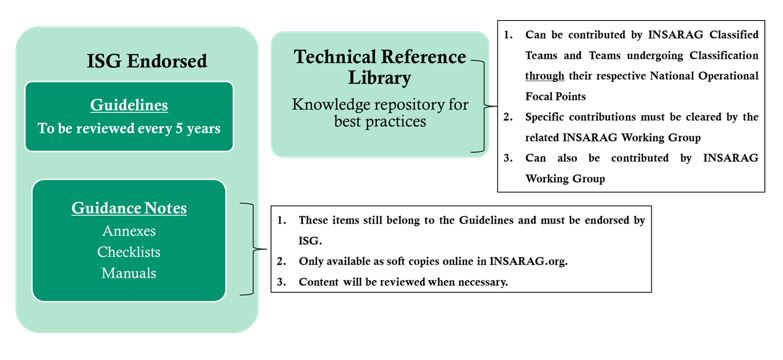 ISG Endorsed
Guidelines
To be reviewed every 5 years
Guidance Notes
Annexes
Checklists
Manuals
Technical Reference
Library
Knowledge repository for
best practices
1. Can be contributed by INSARAG Classified
Teams and Teams undergoing Classification
through their respective National Operational
Focal Points
2. Specific contributions must be cleared by the
related INSARAG Working Group
3. Can also be contributed by INSARAG
Working Group
1. These items still belong to the Guidelines and must be endorsed by
ISG.
2. Only available as soft copies online in INSARAG.org.
3. Content will be reviewed when necessary.